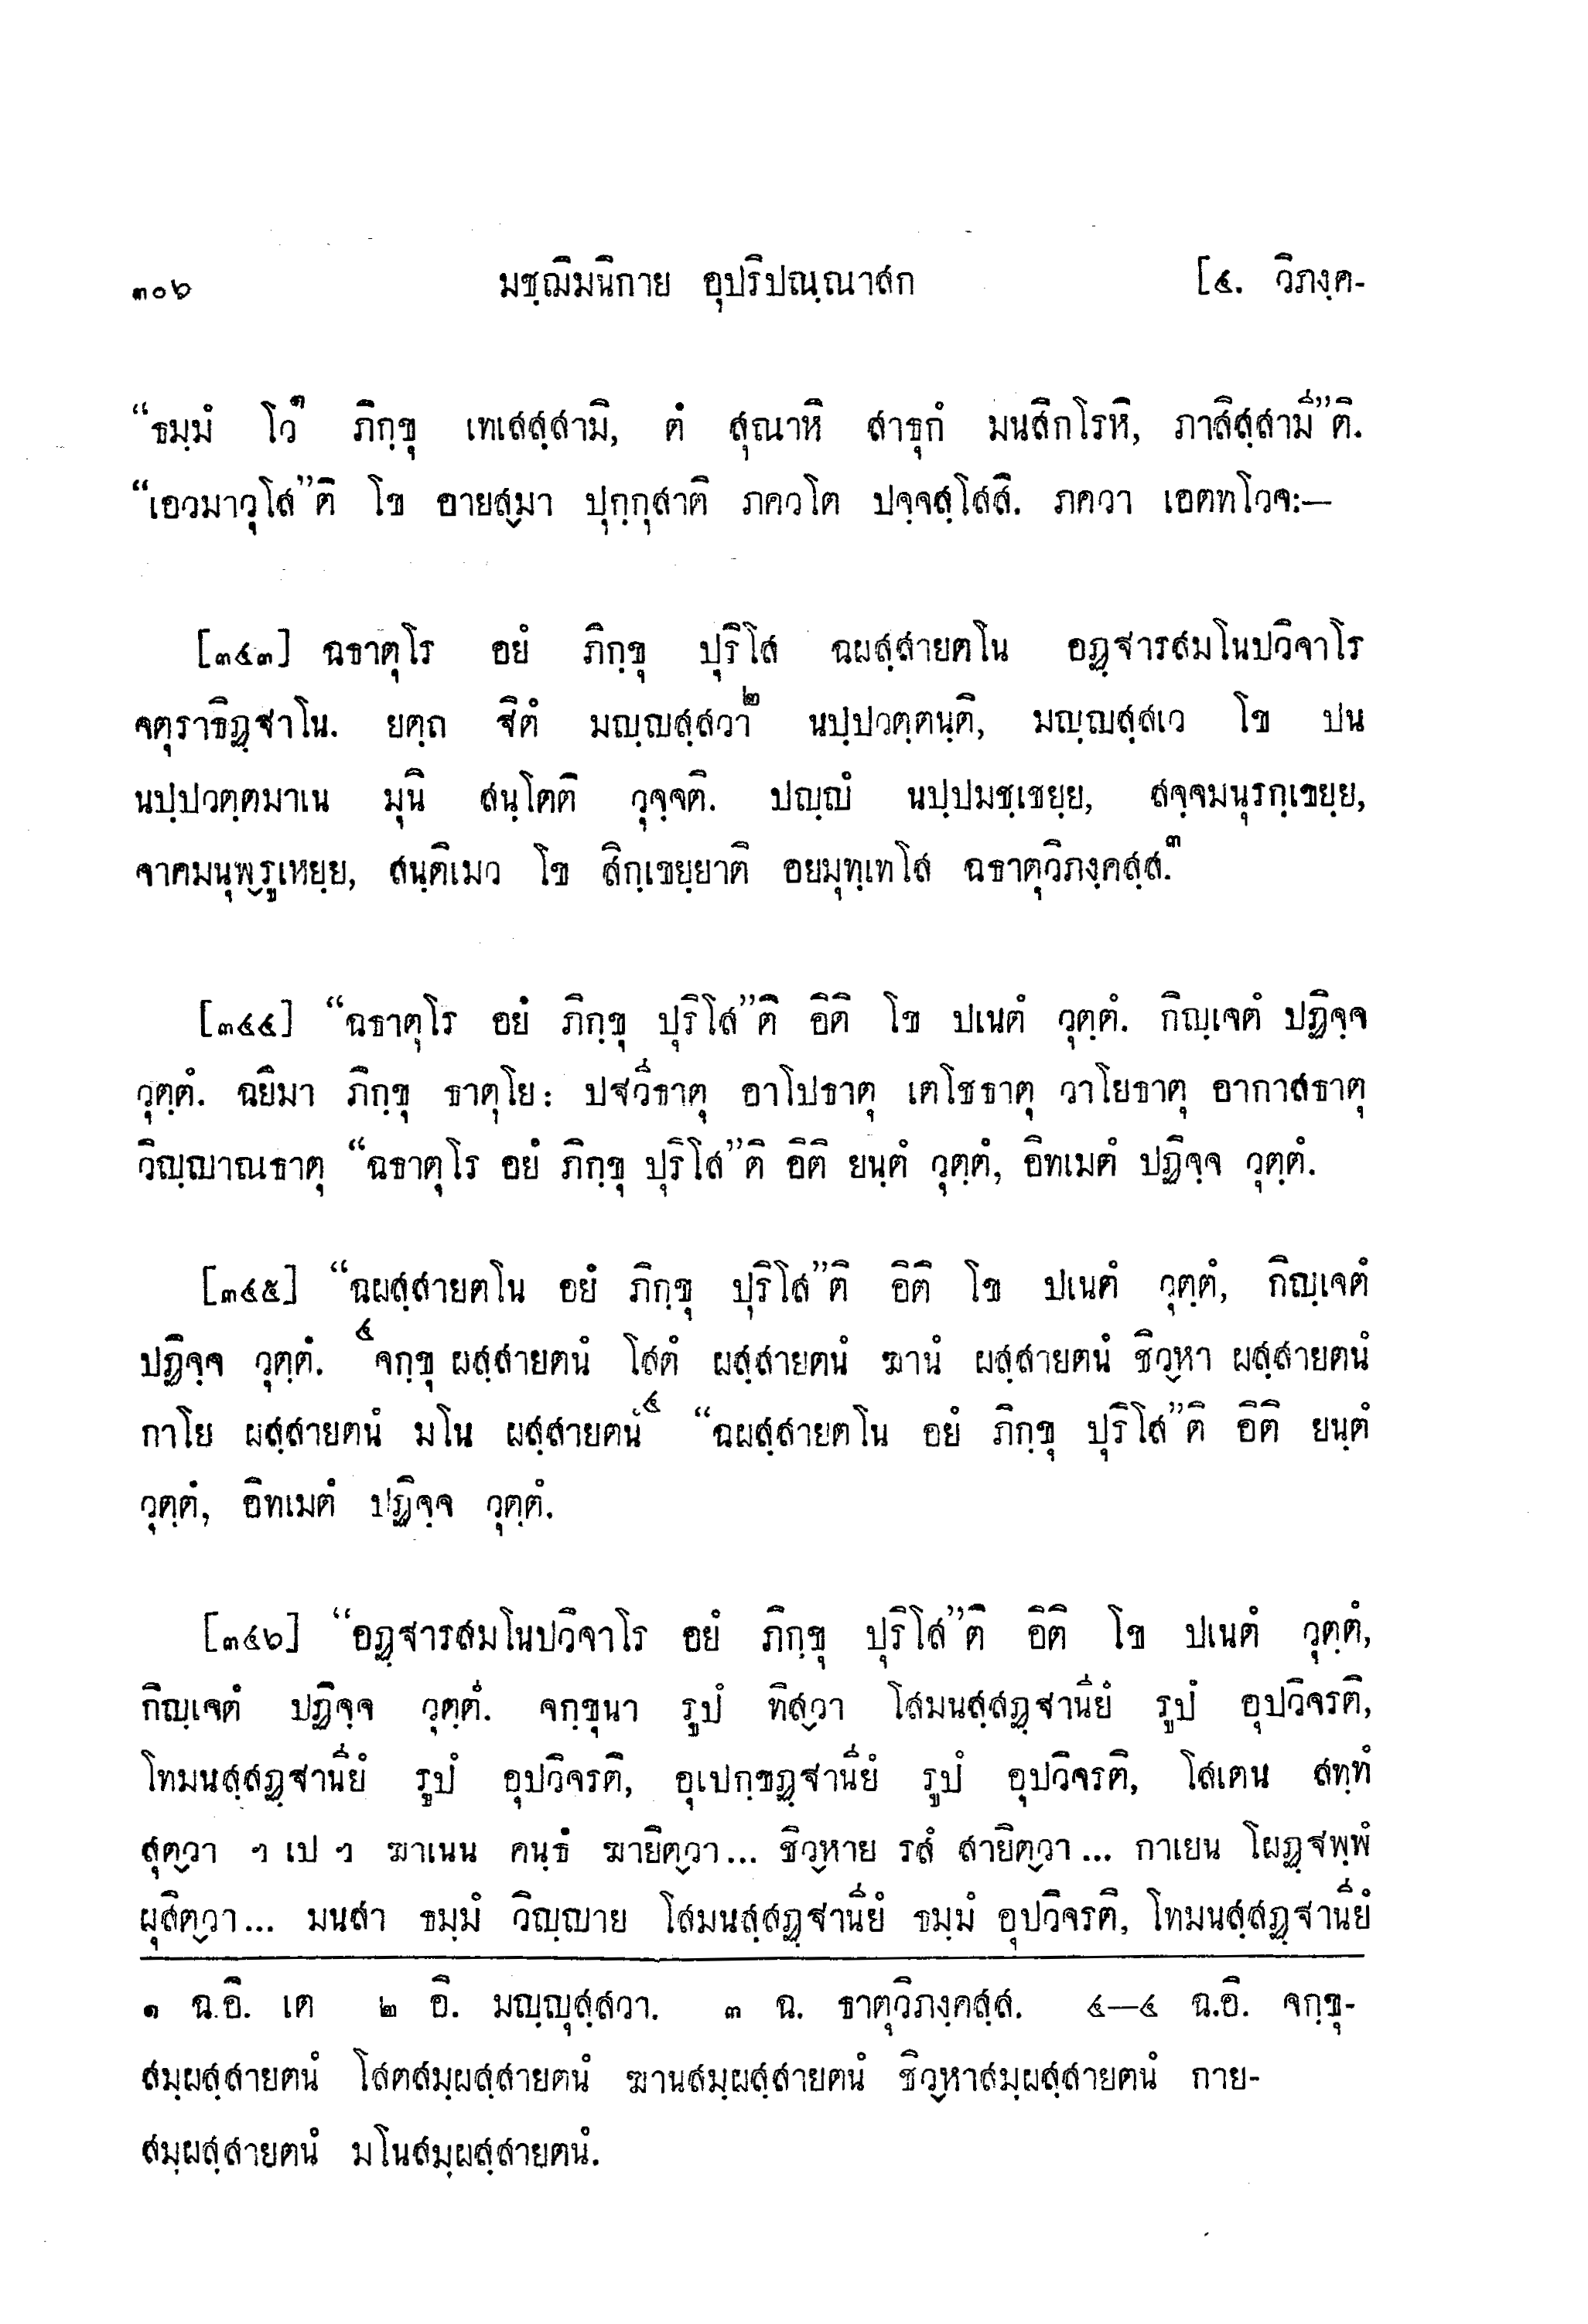 ๓๐๖ มชฺฌิมนิกาย อุปริปณฺณาสก [๔. วิภงฺค-
“ธมฺมํ โว๑ ภิกฺขุ เทเสสฺสามิ, ตํ สุณาหิ สาธุกํ มนสิกโรหิ, ภาสิสฺสามี”ติ.
“เอวมาวุโส”ติ โข อายสฺมา ปุกฺกุสาติ ภควโต ปจฺจสฺโสสิ. ภควา เอตทโวจ:—
[๓๔๓] ฉธาตุโร อยํ ภิกฺขุ ปุริโส ฉผสฺสายตโน อฏฺฐารสมโนปวิจาโร
จตุราธิฏฺฐาโน. ยตฺถ ฐิตํ มญฺญสฺสวา๒ นปฺปวตฺตนฺติ, มญฺญสฺสเว โข ปน
นปฺปวตฺตมาเน มุนิ สนฺโตติ วุจฺจติ. ปญฺญํ นปฺปมชฺเชยฺย, สจฺจมนุรกฺเขยฺย,
จาคมนุพฺรูเหยฺย, สนฺติเมว โข สิกฺเขยฺยาติ อยมุทฺเทโส ฉธาตุวิภงฺคสฺส.๓
[๓๔๔] “ฉธาตุโร อยํ ภิกฺขุ ปุริโส”ติ อิติ โข ปเนตํ วุตฺตํ. กิญฺเจตํ ปฏิจฺจ
วุตฺตํ. ฉยิมา ภิกฺขุ ธาตุโย: ปฐวีธาตุ อาโปธาตุ เตโชธาตุ วาโยธาตุ อากาสธาตุ
วิญฺญาณธาตุ “ฉธาตุโร อยํ ภิกฺขุ ปุริโส”ติ อิติ ยนฺตํ วุตฺตํ, อิทเมตํ ปฏิจฺจ วุตฺตํ.
[๓๔๕] “ฉผสฺสายตโน อยํ ภิกฺขุ ปุริโส”ติ อิติ โข ปเนตํ วุตฺตํ, กิญฺเจตํ
ปฏิจฺจ วุตฺตํ. ๔จกฺขุ ผสฺสายตนํ โสตํ ผสฺสายตนํ ฆานํ ผสฺสายตนํ ชิวฺหา ผสฺสายตนํ
กาโย ผสฺสายตนํ มโน ผสฺสายตนํ๔ “ฉผสฺสายตโน อยํ ภิกฺขุ ปุริโส”ติ อิติ ยนฺตํ
วุตฺตํ, อิทเมตํ ปฏิจฺจ วุตฺตํ.
[๓๔๖] “อฏฺฐารสมโนปวิจาโร อยํ ภิกฺขุ ปุริโส”ติ อิติ โข ปเนตํ วุตฺตํ,
กิญฺเจตํ ปฏิจฺจ วุตฺตํ. จกฺขุนา รูปํ ทิสฺวา โสมนสฺสฏฺฐานียํ รูปํ อุปวิจรติ,
โทมนสฺสฏฺฐานียํ รูปํ อุปวิจรติ, อุเปกฺขฏฺฐานียํ รูปํ อุปวิจรติ, โสเตน สทฺทํ
สุตฺวา ฯ เป ฯ ฆาเนน คนฺธํ ฆายิตฺวา... ชิวฺหาย รสํ สายิตฺวา... กาเยน โผฏฺฐพฺพํ
ผุสิตฺวา... มนสา ธมฺมํ วิญฺญาย โสมนสฺสฏฺฐานียํ ธมฺมํ อุปวิจรติ, โทมนสฺสฏฺฐานียํ
๑ ฉ.อิ. เต ๒ อิ. มญฺญุสฺสวา. ๓ ฉ. ธาตุวิภงฺคสฺส. ๔—๔ ฉ.อิ. จกฺขุ-
สมฺผสฺสายตนํ โสตสมฺผสฺสายตนํ ฆานสมฺผสฺสายตนํ ชิวฺหาสมฺผสฺสายตนํ กาย-
สมฺผสฺสายตนํ มโนสมฺผสฺสายตนํ.